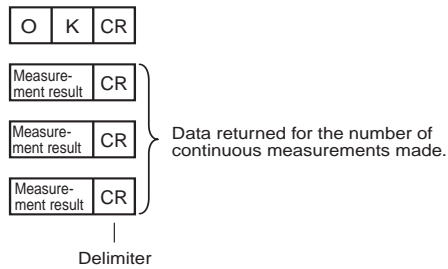 O K CR
Measure-
ment result CR
Measure-
ment result CR
Data returned for the number of
continuous measurements made.
Measure-
ment result CR
Delimiter